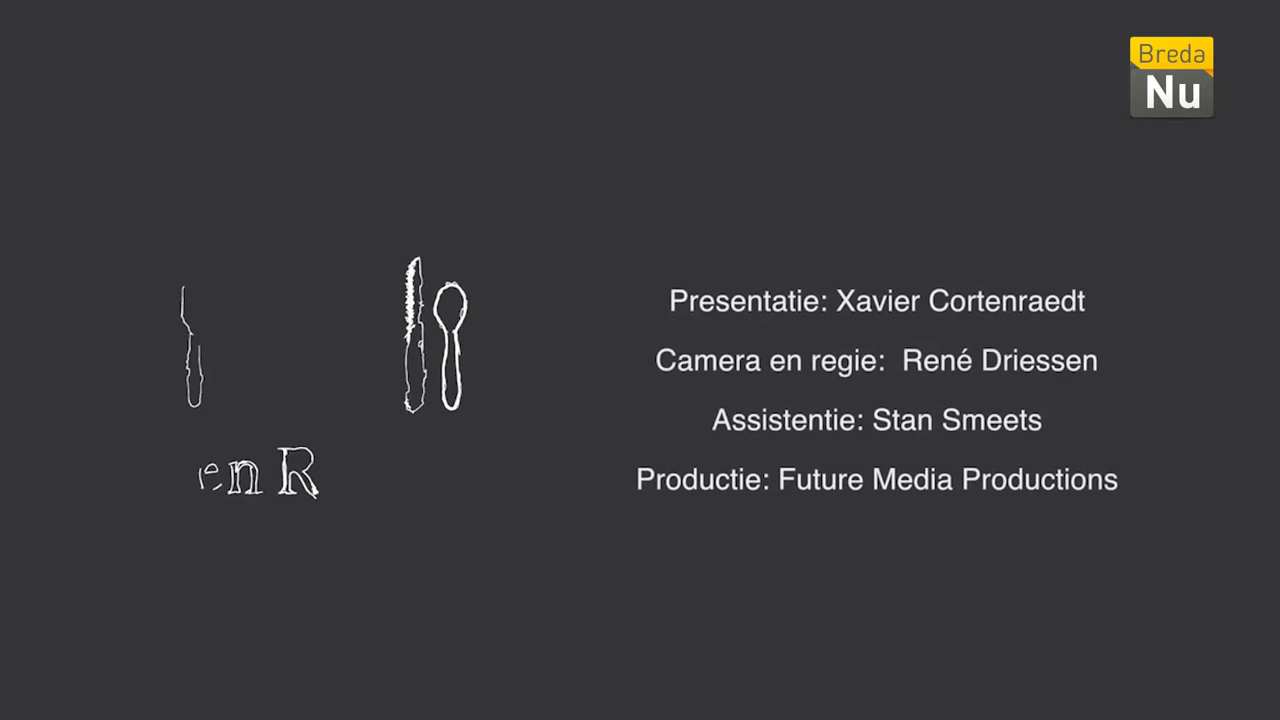 Breda
Nu
Presentatie: Xavier Cortenraedt
Camera en regie: René Driessen
Assistentie: Stan Smeets
Productie: Future Media Productions
en R